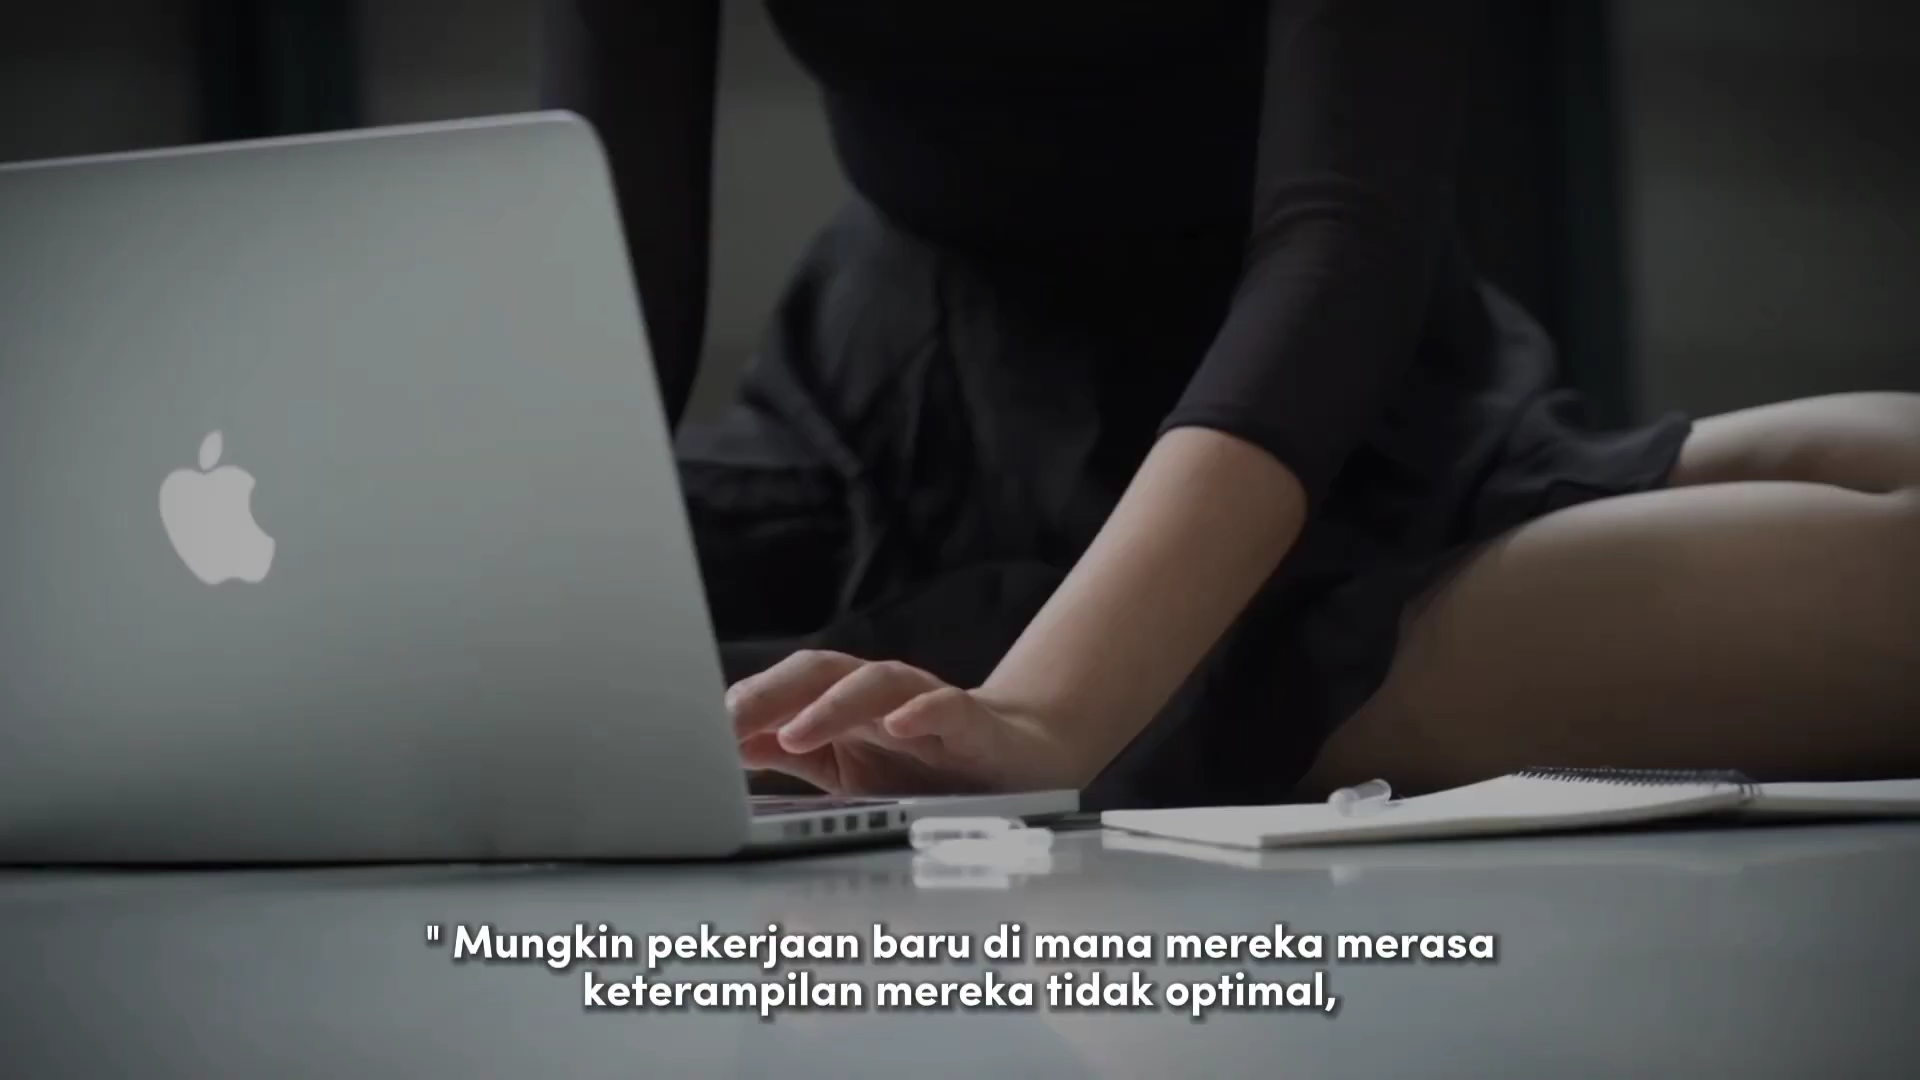 " Mungkin pekerjaan baru di mana mereka merasa
keterampilan mereka tidak optimal,